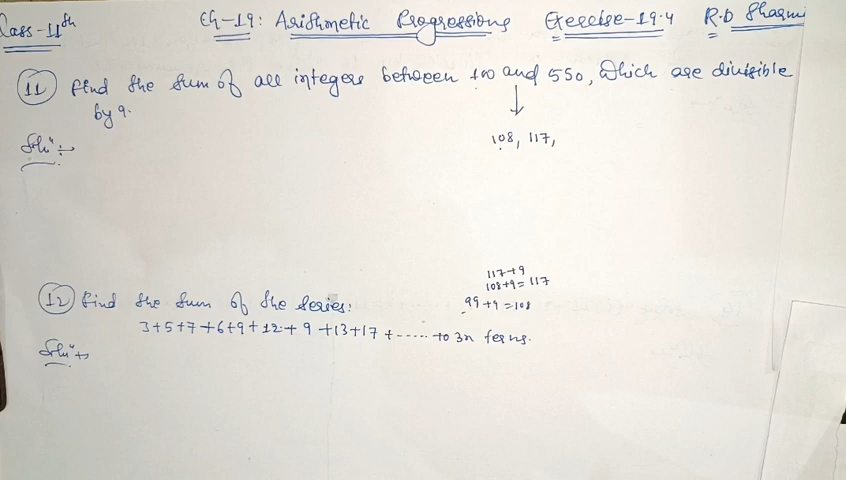 Class-11th Ch-19: Arithmetic Progressions Exercise-19.4 R.D Sharma
11 Find the sum of all integers between 100 and 550, which are divisible
by 9.
108, 117,
Solu" :-
117+9
108+9=117
99+9=108
12 Find the sum of the series:
3+5+7+6+9+12+9+13+17+...... to 3n terms.
Solu"